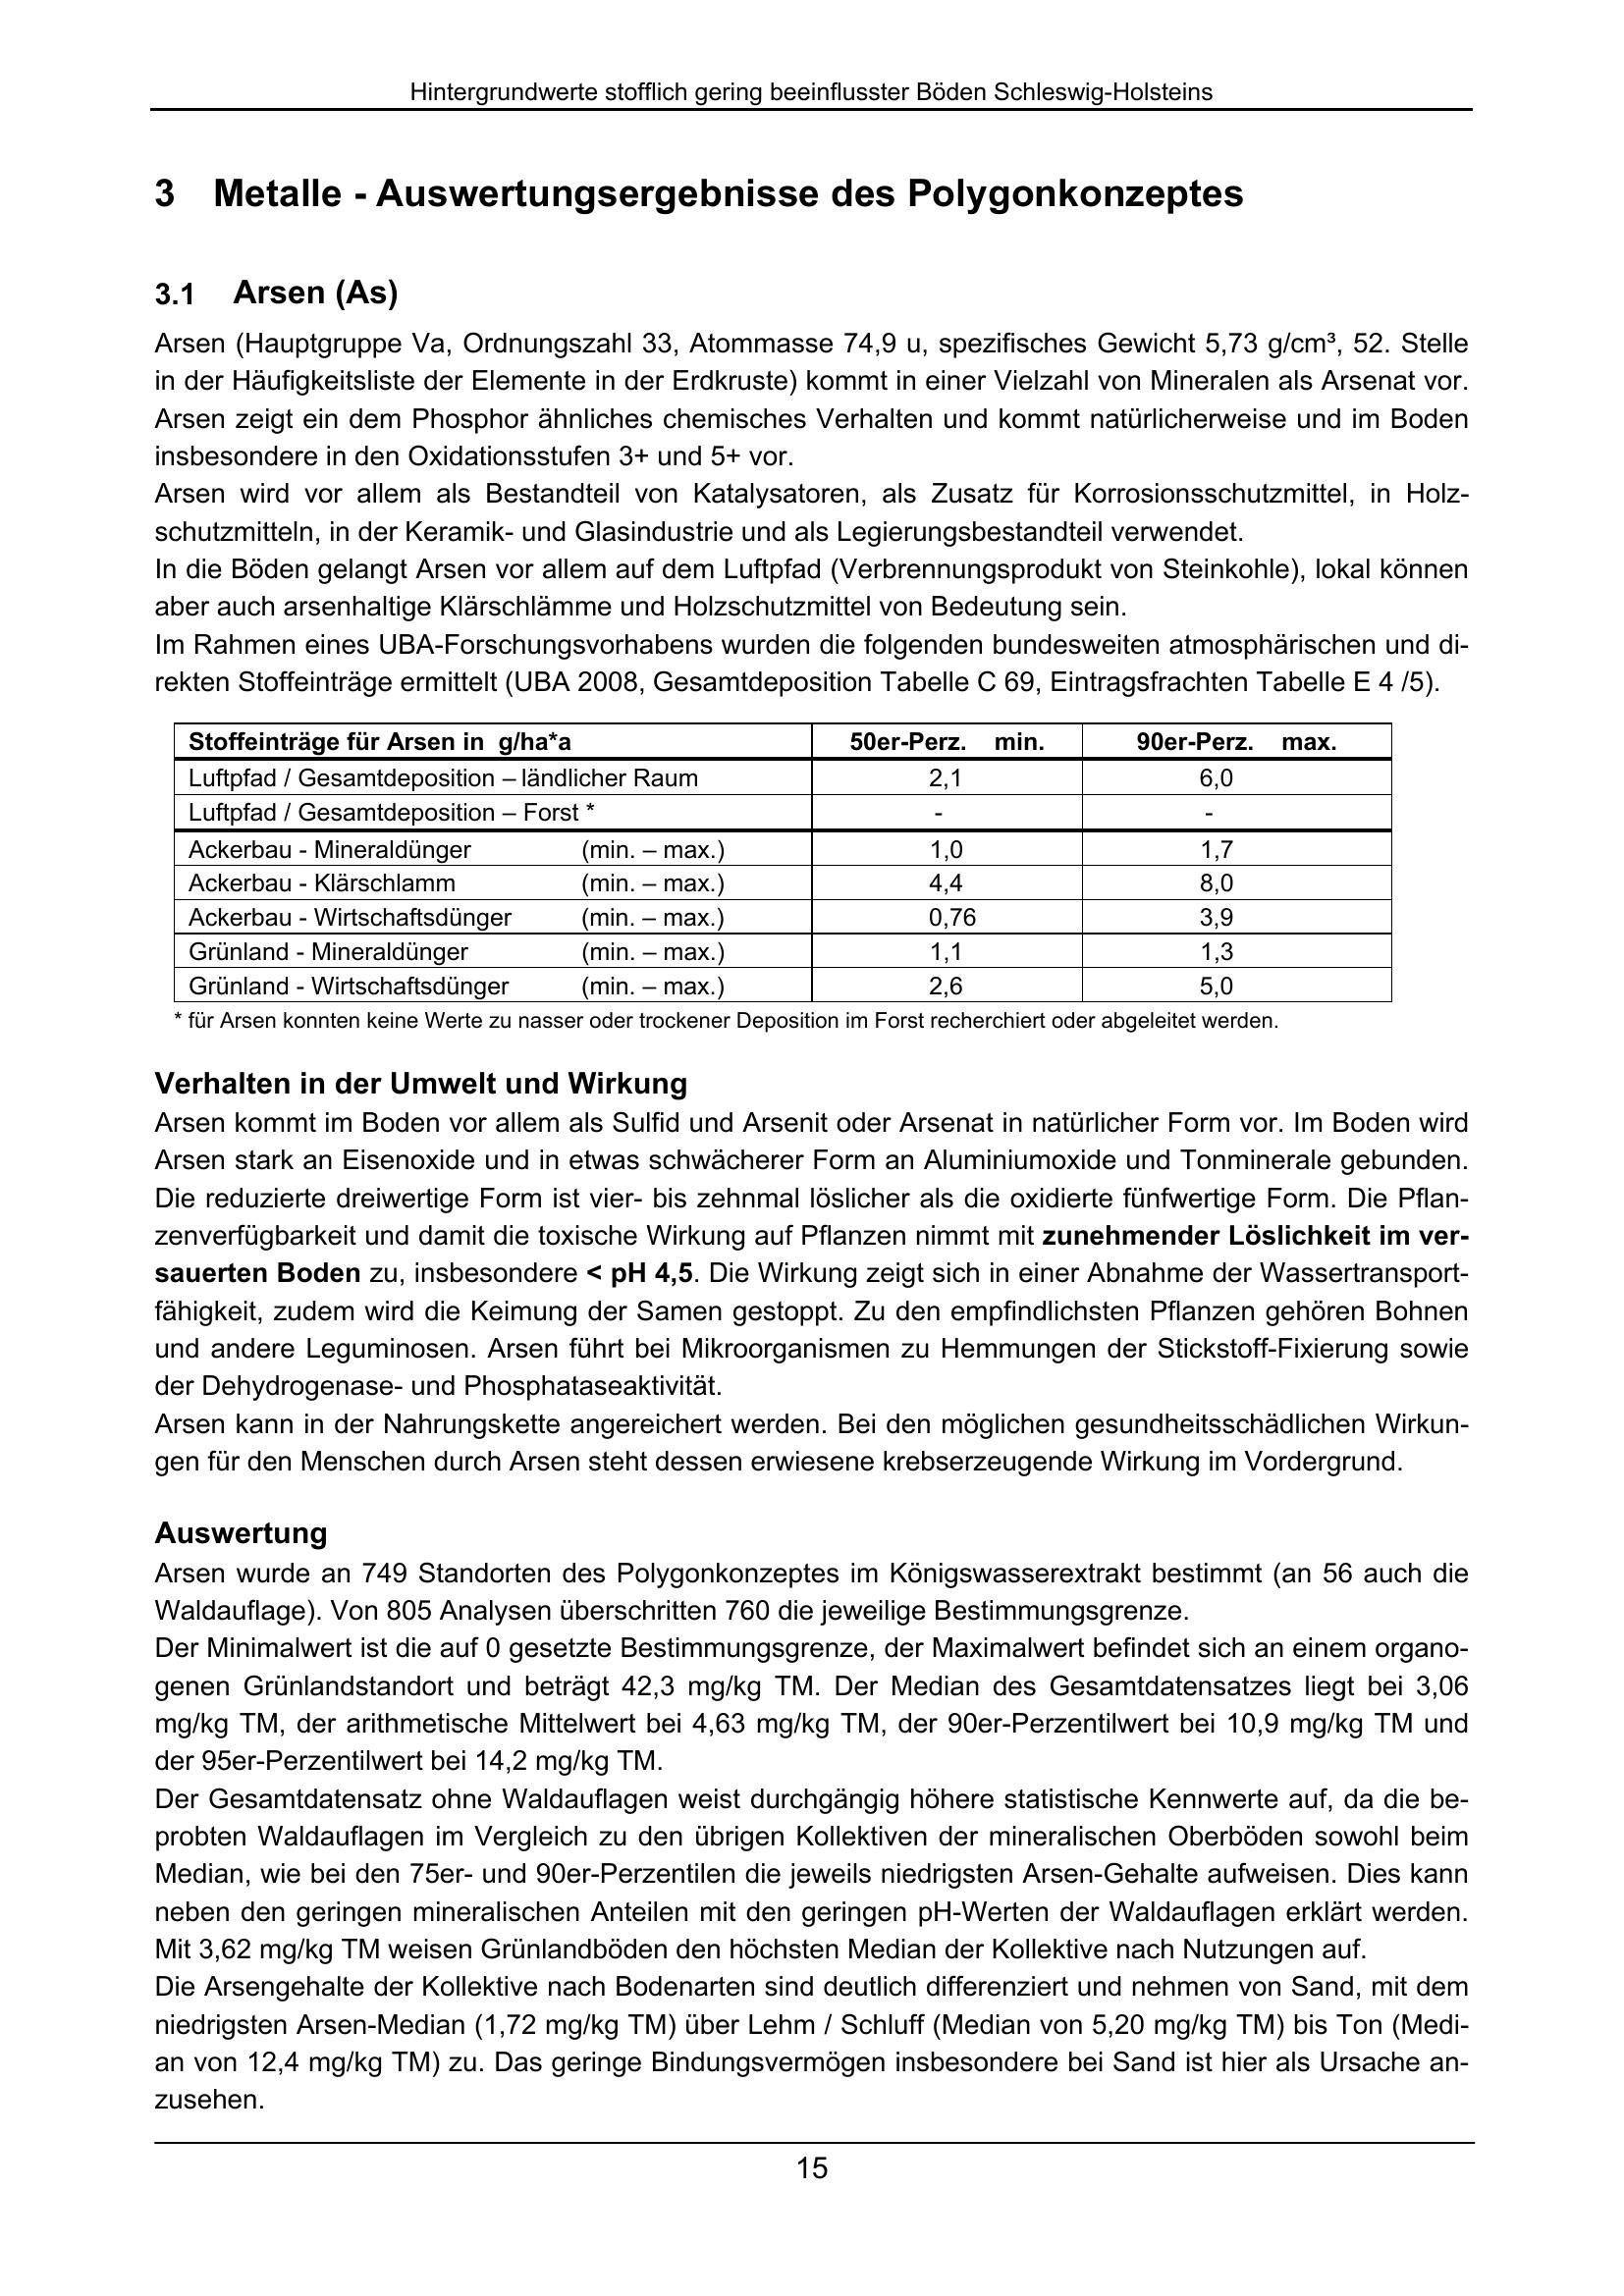 Hintergrundwerte stofflich gering beeinflusster Böden Schleswig-Holsteins
3 Metalle - Auswertungsergebnisse des Polygonkonzeptes
3.1 Arsen (As)
Arsen (Hauptgruppe Va, Ordnungszahl 33, Atommasse 74,9 u, spezifisches Gewicht 5,73 g/cm³, 52. Stelle
in der Häufigkeitsliste der Elemente in der Erdkruste) kommt in einer Vielzahl von Mineralen als Arsenat vor.
Arsen zeigt ein dem Phosphor ähnliches chemisches Verhalten und kommt natürlicherweise und im Boden
insbesondere in den Oxidationsstufen 3+ und 5+ vor.
Arsen wird vor allem als Bestandteil von Katalysatoren, als Zusatz für Korrosionsschutzmittel, in Holz-
schutzmitteln, in der Keramik- und Glasindustrie und als Legierungsbestandteil verwendet.
In die Böden gelangt Arsen vor allem auf dem Luftpfad (Verbrennungsprodukt von Steinkohle), lokal können
aber auch arsenhaltige Klärschlämme und Holzschutzmittel von Bedeutung sein.
Im Rahmen eines UBA-Forschungsvorhabens wurden die folgenden bundesweiten atmosphärischen und di-
rekten Stoffeinträge ermittelt (UBA 2008, Gesamtdeposition Tabelle C 69, Eintragsfrachten Tabelle E 4 /5).
Stoffeinträge für Arsen in g/ha*a 50er-Perz. min. 90er-Perz. max.
Luftpfad / Gesamtdeposition – ländlicher Raum 2,1 6,0
Luftpfad / Gesamtdeposition – Forst * - -
Ackerbau - Mineraldünger (min. – max.) 1,0 1,7
Ackerbau - Klärschlamm (min. – max.) 4,4 8,0
Ackerbau - Wirtschaftsdünger (min. – max.) 0,76 3,9
Grünland - Mineraldünger (min. – max.) 1,1 1,3
Grünland - Wirtschaftsdünger (min. – max.) 2,6 5,0
* für Arsen konnten keine Werte zu nasser oder trockener Deposition im Forst recherchiert oder abgeleitet werden.
Verhalten in der Umwelt und Wirkung
Arsen kommt im Boden vor allem als Sulfid und Arsenit oder Arsenat in natürlicher Form vor. Im Boden wird
Arsen stark an Eisenoxide und in etwas schwächerer Form an Aluminiumoxide und Tonminerale gebunden.
Die reduzierte dreiwertige Form ist vier- bis zehnmal löslicher als die oxidierte fünfwertige Form. Die Pflan-
zenverfügbarkeit und damit die toxische Wirkung auf Pflanzen nimmt mit zunehmender Löslichkeit im ver-
sauerten Boden zu, insbesondere < pH 4,5. Die Wirkung zeigt sich in einer Abnahme der Wassertransport-
fähigkeit, zudem wird die Keimung der Samen gestoppt. Zu den empfindlichsten Pflanzen gehören Bohnen
und andere Leguminosen. Arsen führt bei Mikroorganismen zu Hemmungen der Stickstoff-Fixierung sowie
der Dehydrogenase- und Phosphataseaktivität.
Arsen kann in der Nahrungskette angereichert werden. Bei den möglichen gesundheitsschädlichen Wirkun-
gen für den Menschen durch Arsen steht dessen erwiesene krebserzeugende Wirkung im Vordergrund.
Auswertung
Arsen wurde an 749 Standorten des Polygonkonzeptes im Königswasserextrakt bestimmt (an 56 auch die
Waldauflage). Von 805 Analysen überschritten 760 die jeweilige Bestimmungsgrenze.
Der Minimalwert ist die auf 0 gesetzte Bestimmungsgrenze, der Maximalwert befindet sich an einem organo-
genen Grünlandstandort und beträgt 42,3 mg/kg TM. Der Median des Gesamtdatensatzes liegt bei 3,06
mg/kg TM, der arithmetische Mittelwert bei 4,63 mg/kg TM, der 90er-Perzentilwert bei 10,9 mg/kg TM und
der 95er-Perzentilwert bei 14,2 mg/kg TM.
Der Gesamtdatensatz ohne Waldauflagen weist durchgängig höhere statistische Kennwerte auf, da die be-
probten Waldauflagen im Vergleich zu den übrigen Kollektiven der mineralischen Oberböden sowohl beim
Median, wie bei den 75er- und 90er-Perzentilen die jeweils niedrigsten Arsen-Gehalte aufweisen. Dies kann
neben den geringen mineralischen Anteilen mit den geringen pH-Werten der Waldauflagen erklärt werden.
Mit 3,62 mg/kg TM weisen Grünlandböden den höchsten Median der Kollektive nach Nutzungen auf.
Die Arsengehalte der Kollektive nach Bodenarten sind deutlich differenziert und nehmen von Sand, mit dem
niedrigsten Arsen-Median (1,72 mg/kg TM) über Lehm / Schluff (Median von 5,20 mg/kg TM) bis Ton (Medi-
an von 12,4 mg/kg TM) zu. Das geringe Bindungsvermögen insbesondere bei Sand ist hier als Ursache an-
zusehen.
15